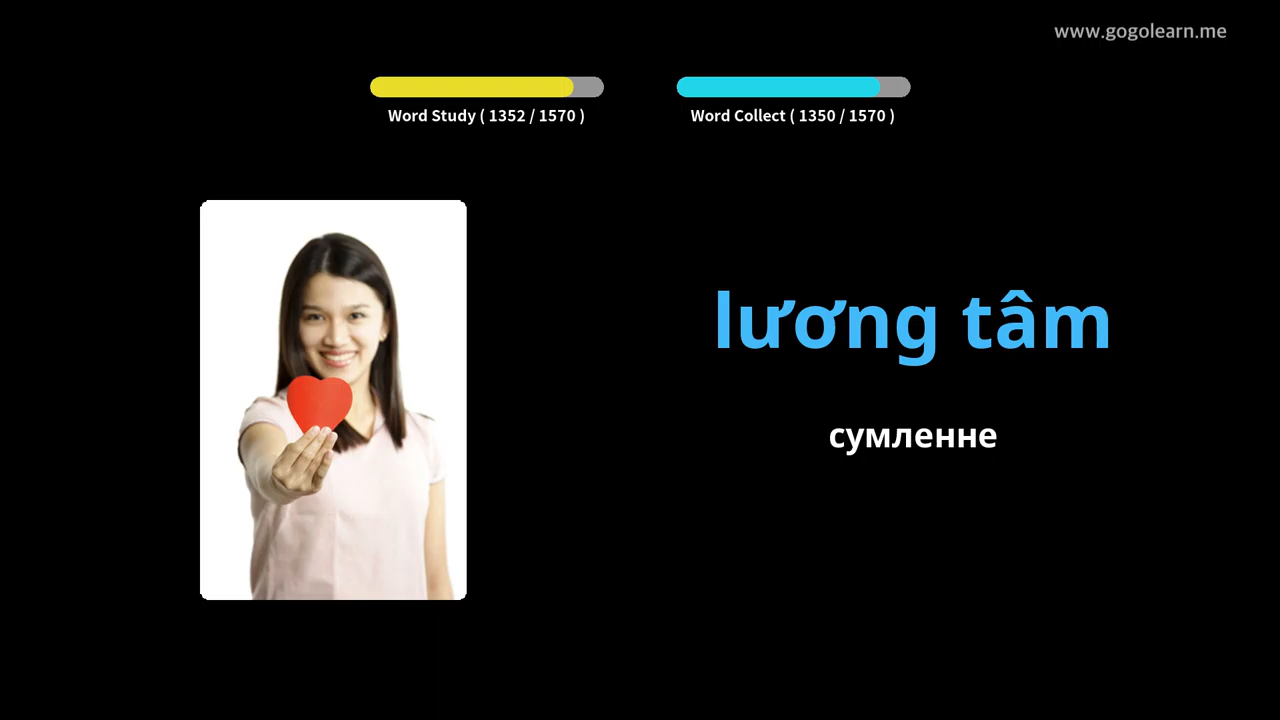 www.gogolearn.me
Word Study ( 1352 / 1570 )
Word Collect ( 1350 / 1570 )
lương tâm
сумленне